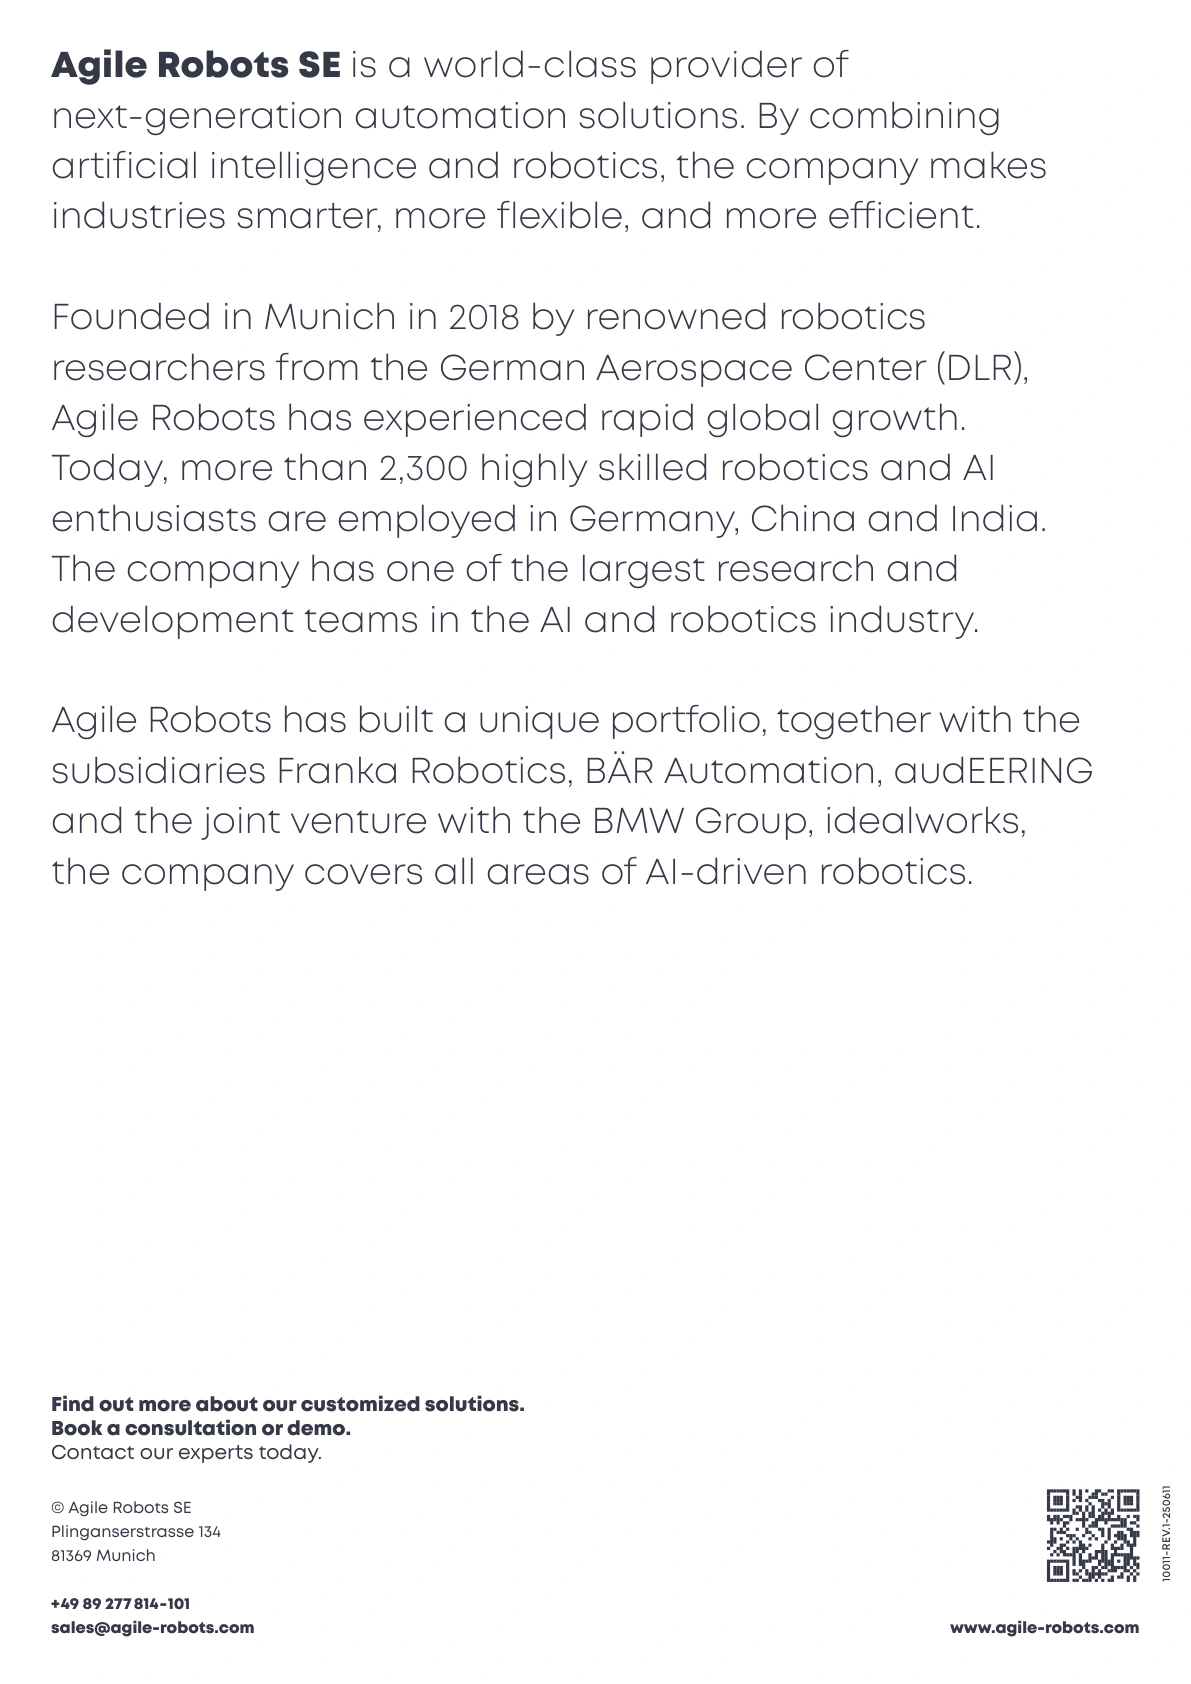 Agile Robots SE is a world-class provider of
next-generation automation solutions. By combining
artificial intelligence and robotics, the company makes
industries smarter, more flexible, and more efficient.
Founded in Munich in 2018 by renowned robotics
researchers from the German Aerospace Center (DLR),
Agile Robots has experienced rapid global growth.
Today, more than 2,300 highly skilled robotics and AI
enthusiasts are employed in Germany, China and India.
The company has one of the largest research and
development teams in the AI and robotics industry.
Agile Robots has built a unique portfolio, together with the
subsidiaries Franka Robotics, BÄR Automation, audEERING
and the joint venture with the BMW Group, idealworks,
the company covers all areas of AI-driven robotics.
Find out more about our customized solutions.
Book a consultation or demo.
Contact our experts today.
© Agile Robots SE
Plinganserstrasse 134
81369 Munich
+49 89 277 814-101
sales@agile-robots.com
10011-REV.1-250611
www.agile-robots.com